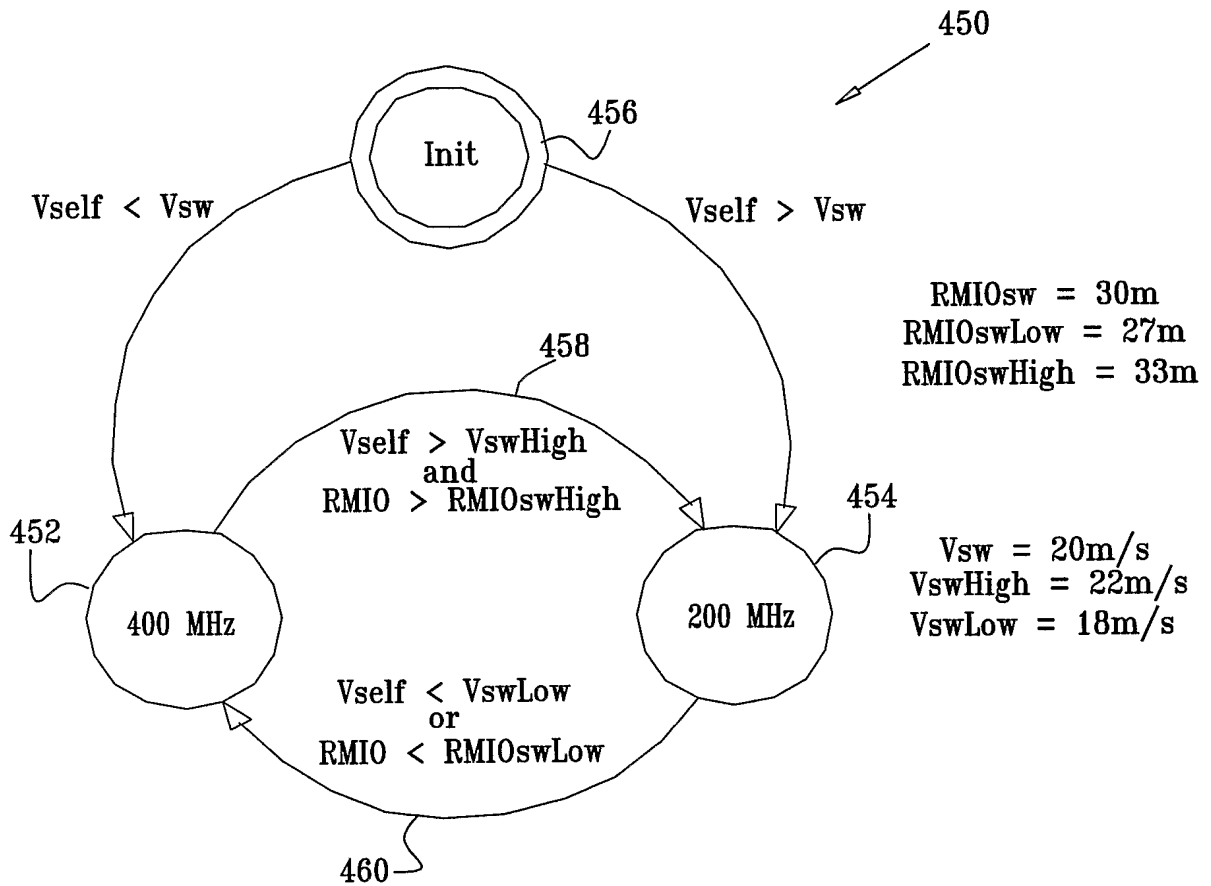 450
456
Init
Vself < Vsw
Vself > Vsw
RMIOsw = 30m
RMIOswLow = 27m
RMIOswHigh = 33m
458
Vself > VswHigh
and
RMIO > RMIOswHigh
452
454
Vsw = 20m/s
VswHigh = 22m/s
VswLow = 18m/s
400 MHz
200 MHz
Vself < VswLow
or
RMIO < RMIOswLow
460